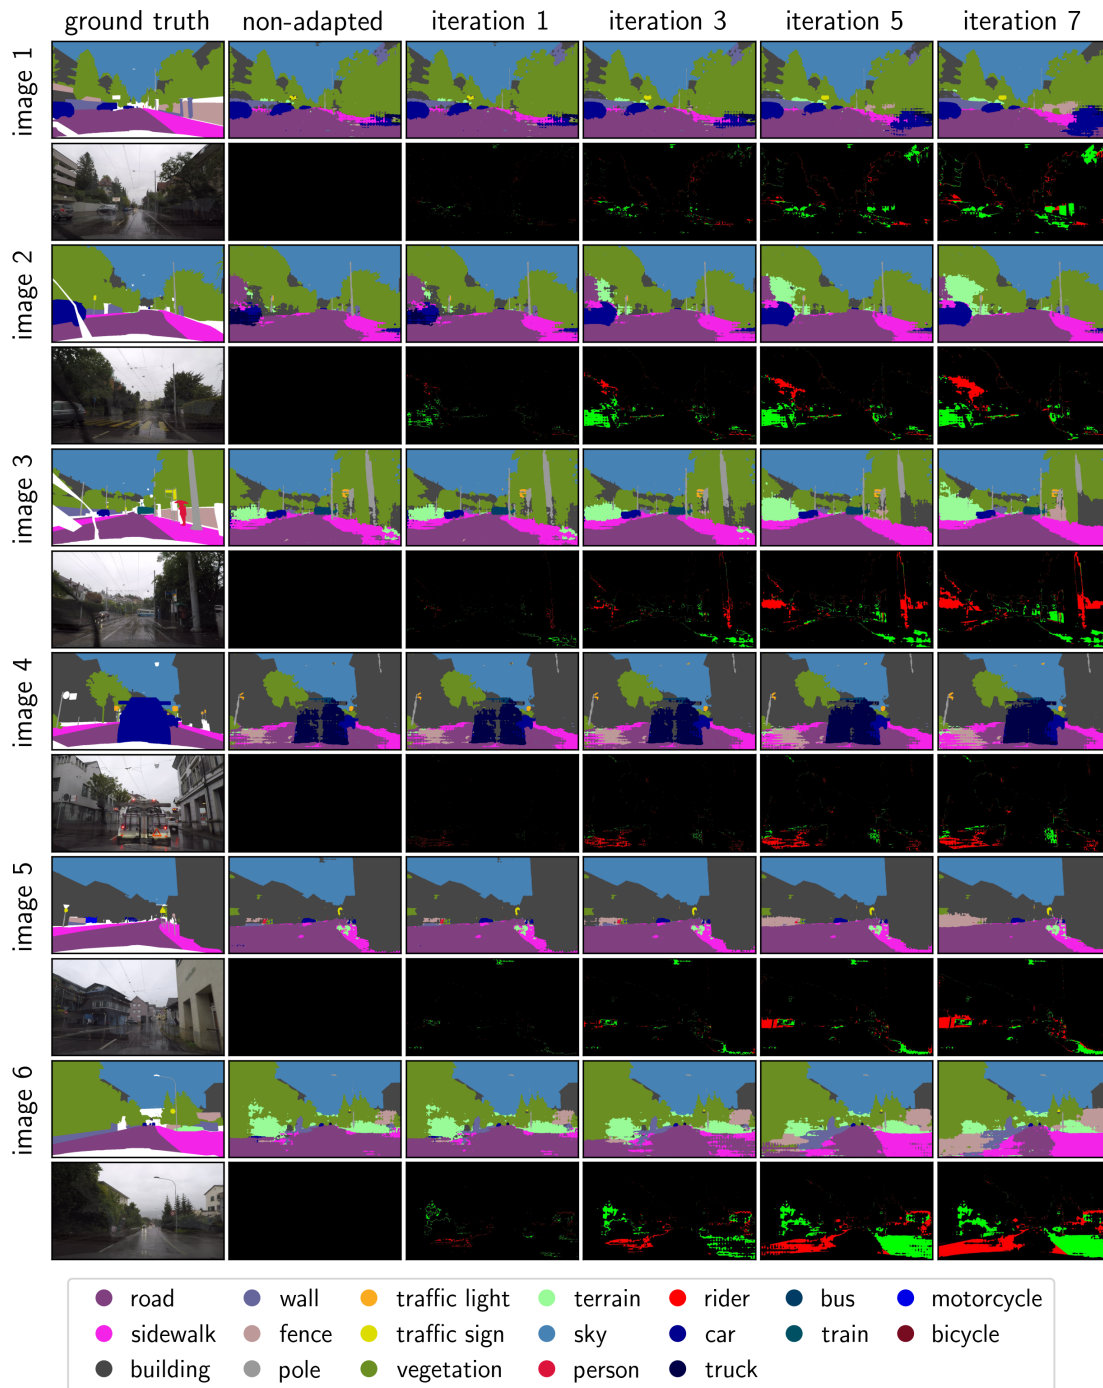 ground truth non-adapted iteration 1 iteration 3 iteration 5 iteration 7
image 1
image 2
image 3
image 4
image 5
image 6
road wall traffic light terrain rider bus motorcycle
sidewalk fence traffic sign sky car train bicycle
building pole vegetation person truck